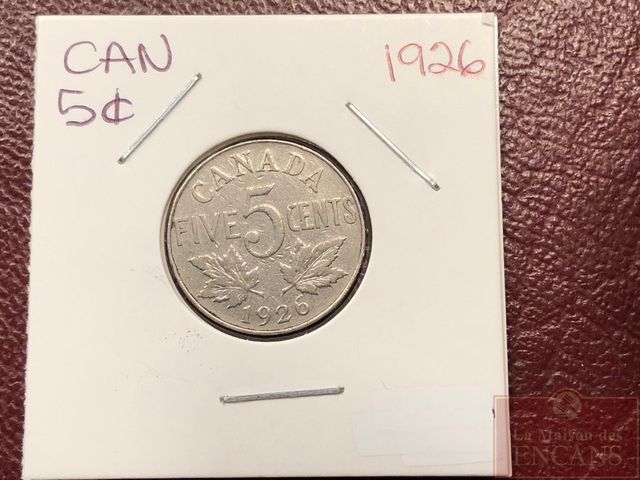 CAN
5¢
1926
CANADA
FIVE 5 CENTS
1926
La Maison des
ENCANS